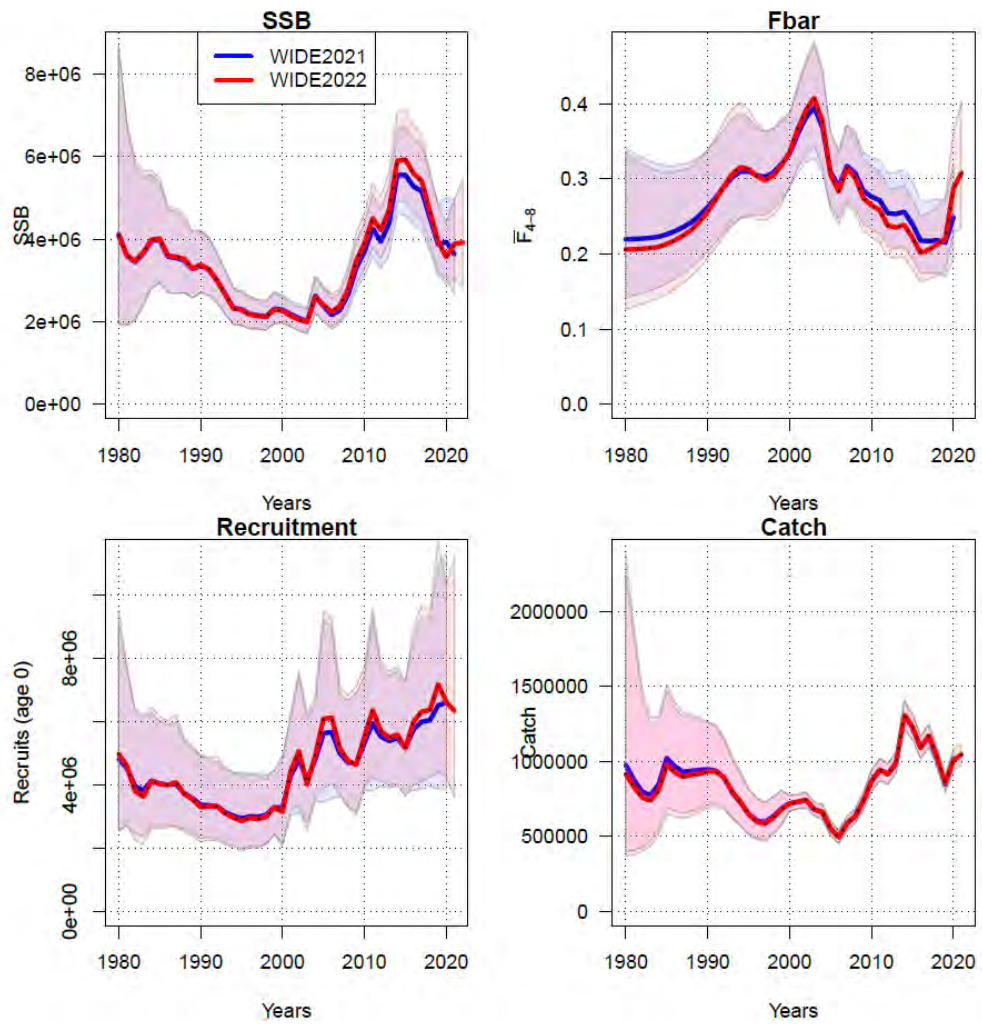 SSB
WIDE2021
WIDE2022
SSB
0e+00
2e+06
4e+06
6e+06
8e+06
1980
1990
2000
2010
2020
Years
Fbar
F̅4–8
0.0
0.1
0.2
0.3
0.4
1980
1990
2000
2010
2020
Years
Recruitment
Recruits (age 0)
0e+00
4e+06
8e+06
1980
1990
2000
2010
2020
Years
Catch
Catch
0
500000
1000000
1500000
2000000
1980
1990
2000
2010
2020
Years